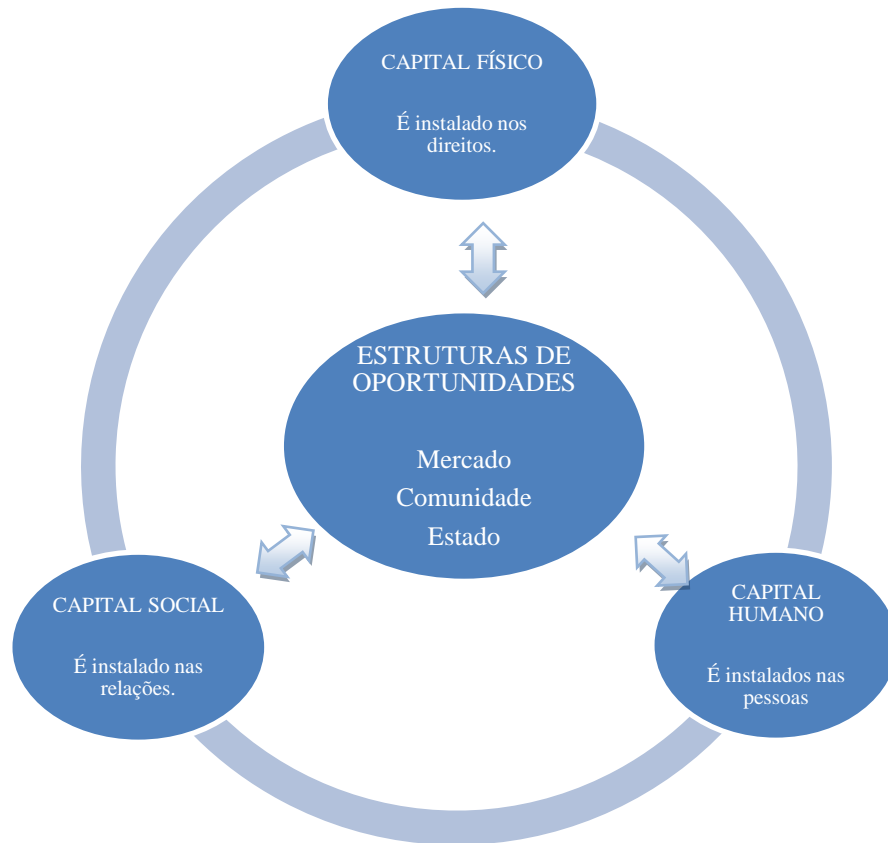 CAPITAL FÍSICO
É instalado nos
direitos.
ESTRUTURAS DE
OPORTUNIDADES
Mercado
Comunidade
Estado
CAPITAL SOCIAL
É instalado nas
relações.
CAPITAL
HUMANO
É instalados nas
pessoas